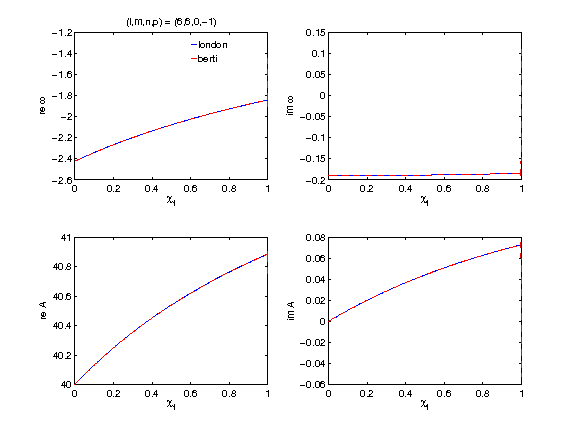 (l,m,n,p) = (6,6,0,−1)
−1.2
−1.4
−1.6
−1.8
−2
−2.2
−2.4
−2.6
re ω
0 0.2 0.4 0.6 0.8 1
χf
london
berti
0.15
0.1
0.05
0
−0.05
−0.1
−0.15
−0.2
im ω
0 0.2 0.4 0.6 0.8 1
χf
41
40.8
40.6
40.4
40.2
40
re A
0 0.2 0.4 0.6 0.8 1
χf
0.08
0.06
0.04
0.02
0
−0.02
−0.04
−0.06
im A
0 0.2 0.4 0.6 0.8 1
χf